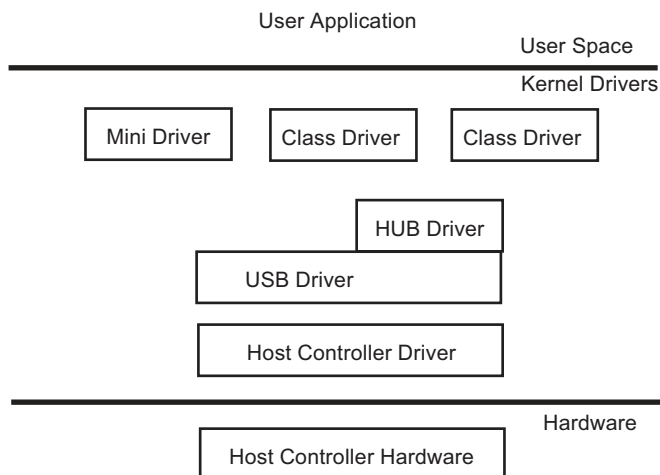 User Application
User Space
Kernel Drivers
Mini Driver
Class Driver
Class Driver
HUB Driver
USB Driver
Host Controller Driver
Hardware
Host Controller Hardware